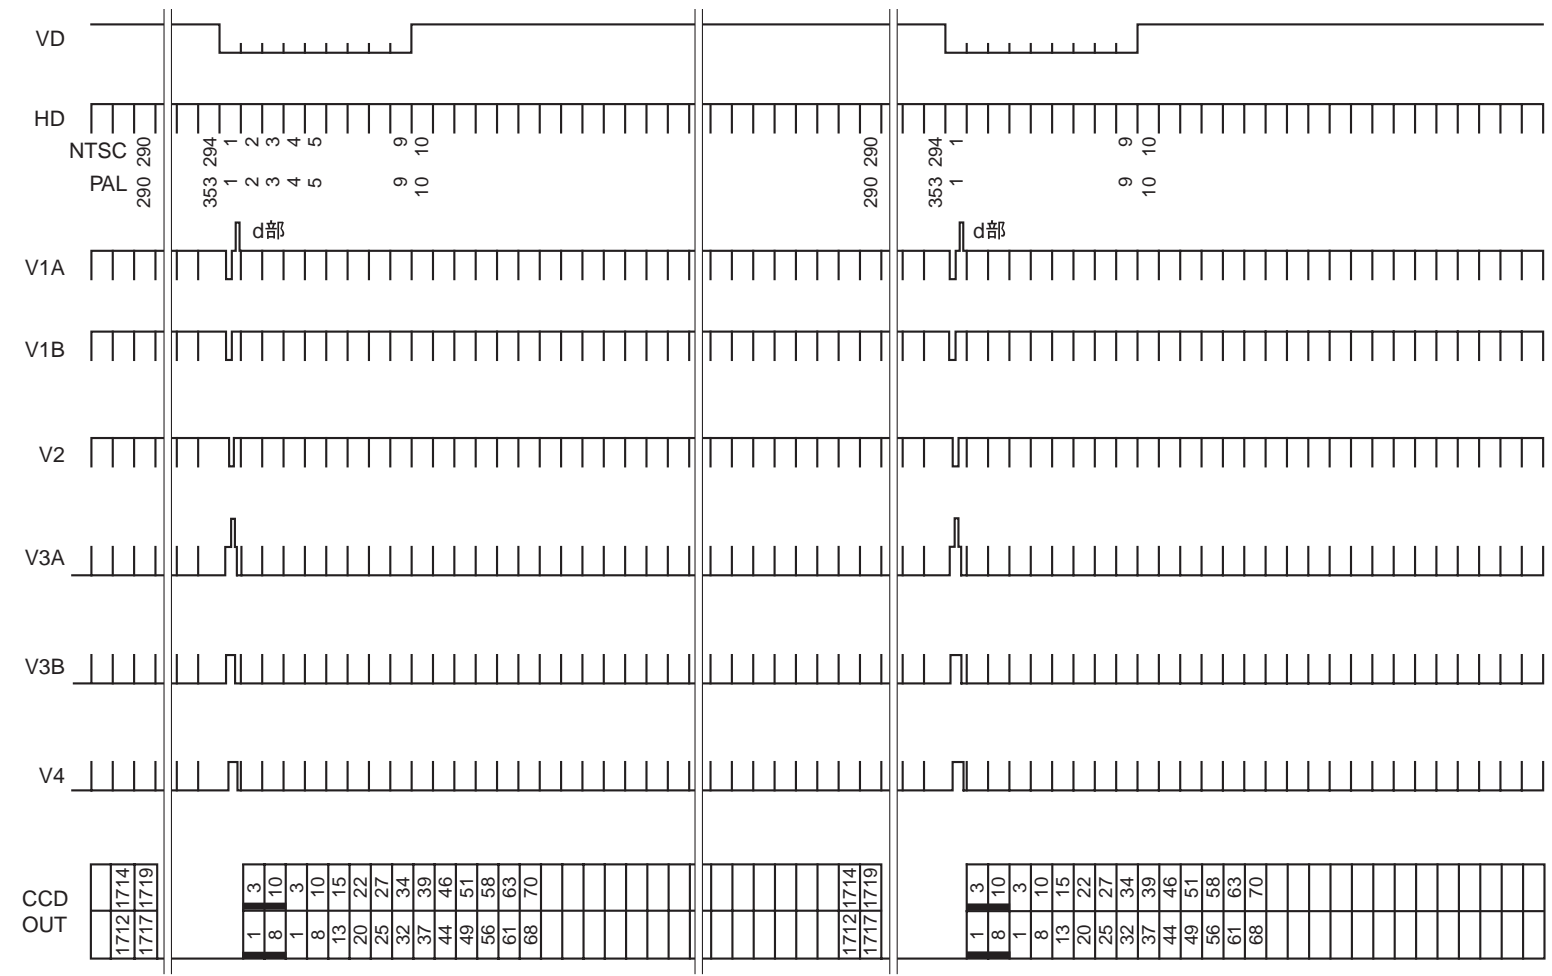 VD
HD
NTSC 290 294 1 2 3 4 5 9 10 290 294 1 9 10
PAL 290 353 1 2 3 4 5 9 10 290 353 1 9 10
d部 d部
V1A
V1B
V2
V3A
V3B
V4
CCD OUT
1714 1719 3 10 3 10 15 22 27 34 39 46 51 58 63 70 1714 1719 3 10 3 10 15 22 27 34 39 46 51 58 63 70
1712 1717 1 8 1 8 13 20 25 32 37 44 49 56 61 68 1712 1717 1 8 1 8 13 20 25 32 37 44 49 56 61 68